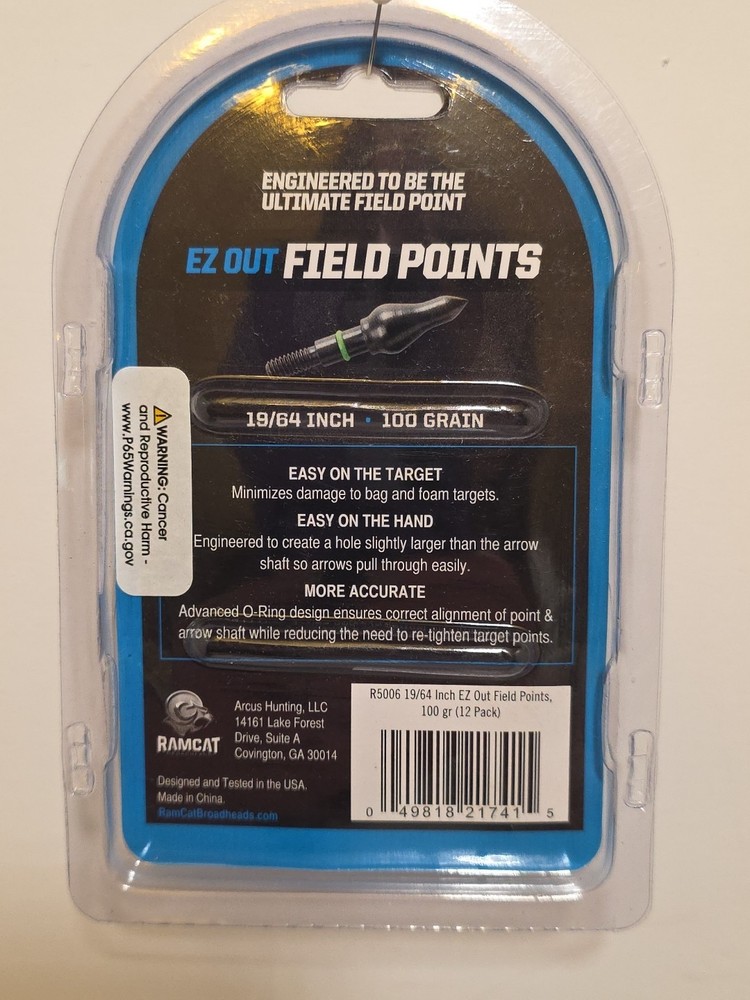 ENGINEERED TO BE THE
ULTIMATE FIELD POINT
EZ OUT FIELD POINTS
19/64 INCH · 100 GRAIN
EASY ON THE TARGET
Minimizes damage to bag and foam targets.
EASY ON THE HAND
Engineered to create a hole slightly larger than the arrow
shaft so arrows pull through easily.
MORE ACCURATE
Advanced O-Ring design ensures correct alignment of point &
arrow shaft while reducing the need to re-tighten target points.
⚠WARNING: Cancer
and Reproductive Harm -
www.P65Warnings.ca.gov
RAMCAT
Arcus Hunting, LLC
14161 Lake Forest
Drive, Suite A
Covington, GA 30014
Designed and Tested in the USA.
Made in China.
RamCatBroadheads.com
R5006 19/64 Inch EZ Out Field Points,
100 gr (12 Pack)
0 49818 21741 5